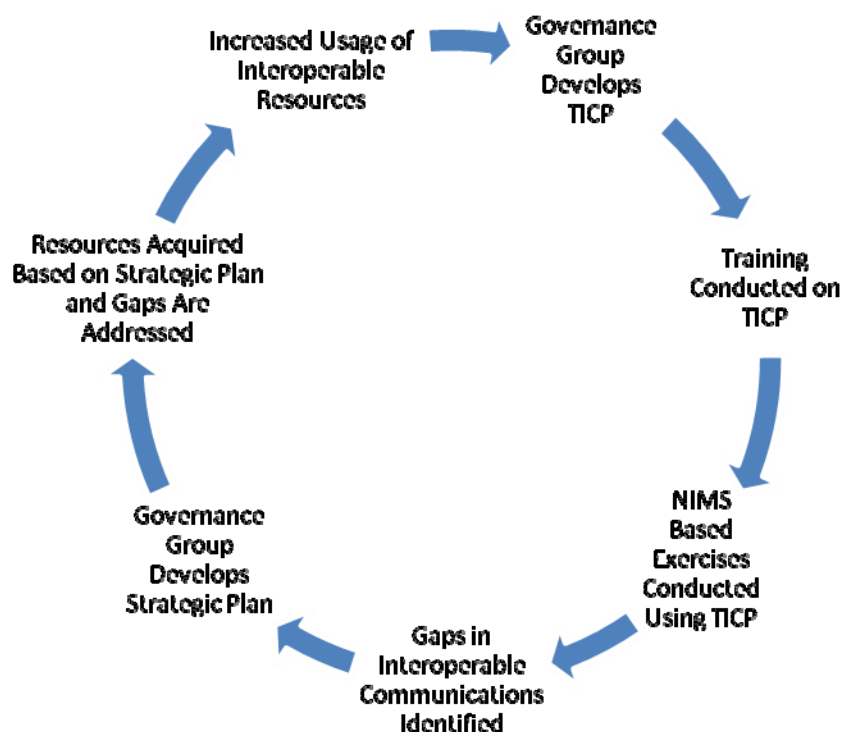 Increased Usage of
Interoperable
Resources
Governance
Group
Develops
TICP
Training
Conducted on
TICP
NIMS
Based
Exercises
Conducted
Using TICP
Gaps in
Interoperable
Communications
Identified
Governance
Group
Develops
Strategic Plan
Resources Acquired
Based on Strategic Plan
and Gaps Are
Addressed